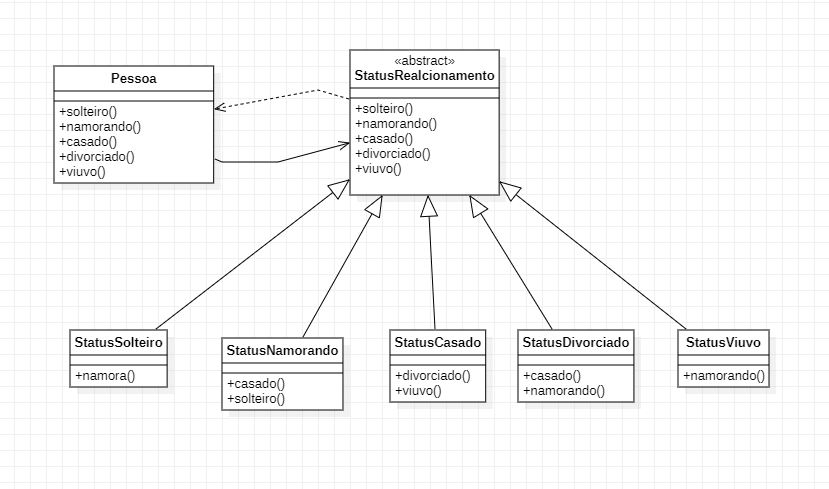 Pessoa
+solteiro()
+namorando()
+casado()
+divorciado()
+viuvo()
«abstract»
StatusRealcionamento
+solteiro()
+namorando()
+casado()
+divorciado()
+viuvo()
StatusSolteiro
+namora()
StatusNamorando
+casado()
+solteiro()
StatusCasado
+divorciado()
+viuvo()
StatusDivorciado
+casado()
+namorando()
StatusViuvo
+namorando()